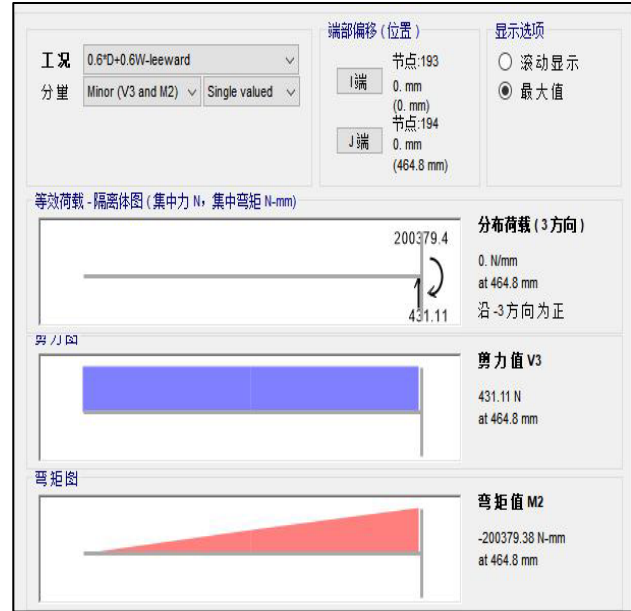 端部偏移 (位置)
显示选项
工况
0.6*D+0.6W-leeward
节点:193
滚动显示
分量
Minor (V3 and M2)
Single valued
I端
0. mm
最大值
(0. mm)
节点:194
J端
0. mm
(464.8 mm)
等效荷载 - 隔离体图 (集中力 N，集中弯矩 N-mm)
200379.4
431.11
分布荷载 (3方向)
0. N/mm
at 464.8 mm
沿 -3方向为正
剪力图
剪力值 V3
431.11 N
at 464.8 mm
弯矩图
弯矩值 M2
-200379.38 N-mm
at 464.8 mm